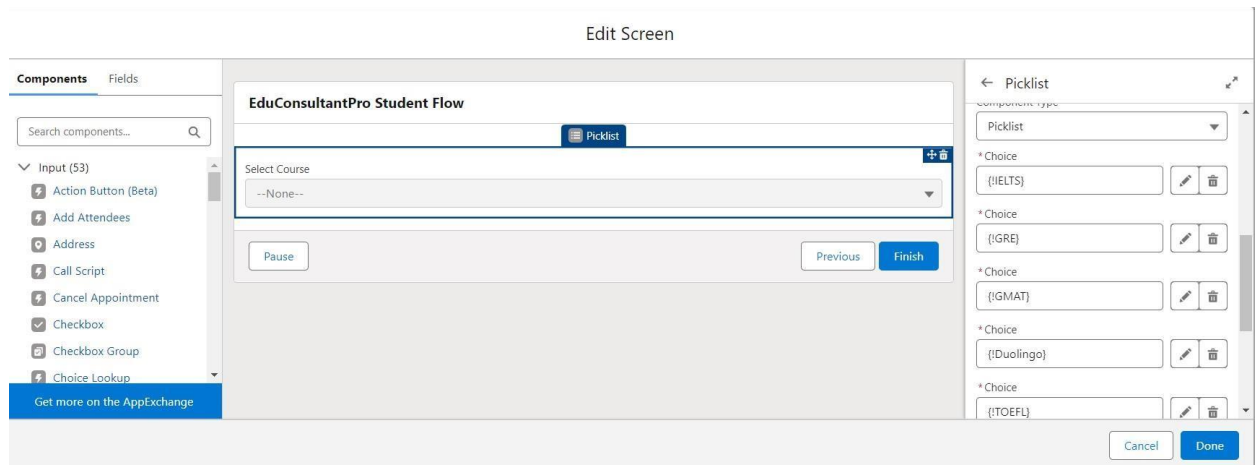 Edit Screen
Components Fields
Search components...
Input (53)
Action Button (Beta)
Add Attendees
Address
Call Script
Cancel Appointment
Checkbox
Checkbox Group
Choice Lookup
Get more on the AppExchange
EduConsultantPro Student Flow
Picklist
Select Course
--None--
Pause Previous Finish
Picklist
Component Type
Picklist
*Choice
{!IELTS}
*Choice
{!GRE}
*Choice
{!GMAT}
*Choice
{!Duolingo}
*Choice
{!TOEFL}
Cancel Done